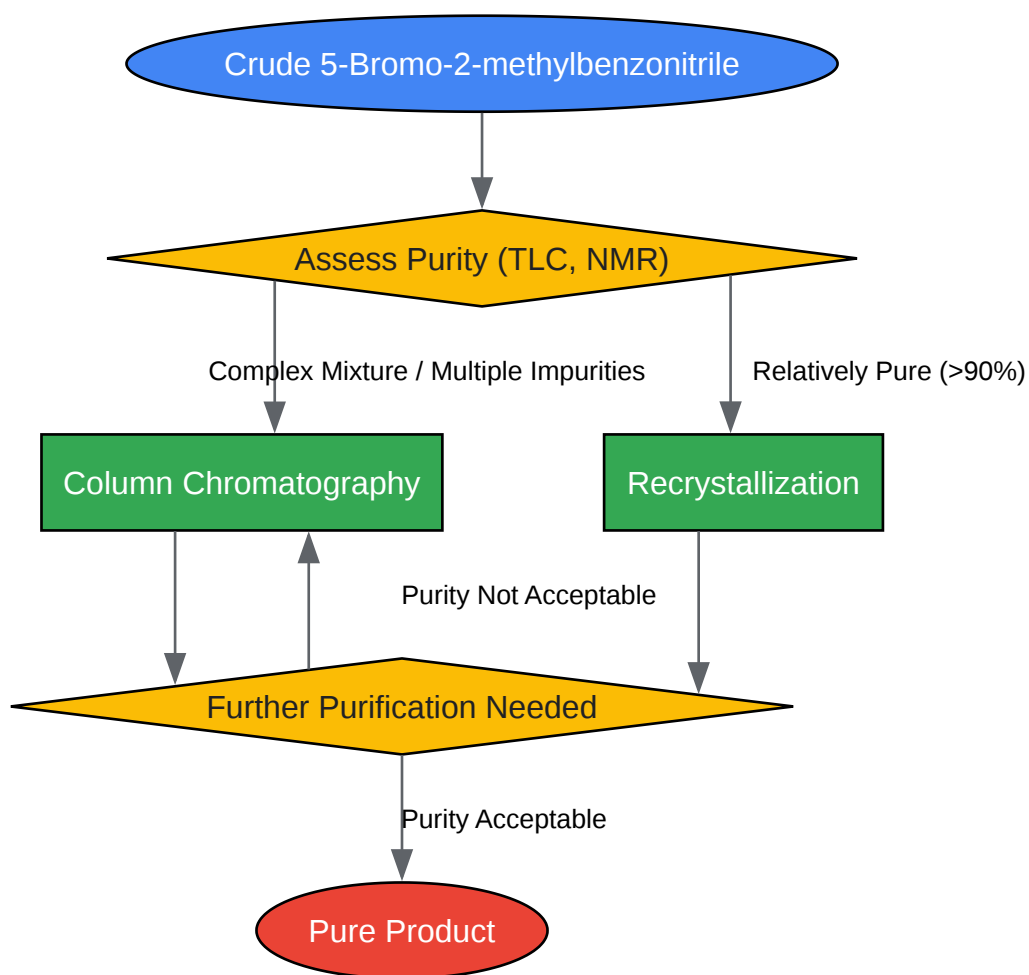 Crude 5-Bromo-2-methylbenzonitrile
Assess Purity (TLC, NMR)
Complex Mixture / Multiple Impurities
Relatively Pure (>90%)
Column Chromatography
Recrystallization
Purity Not Acceptable
Further Purification Needed
Purity Acceptable
Pure Product